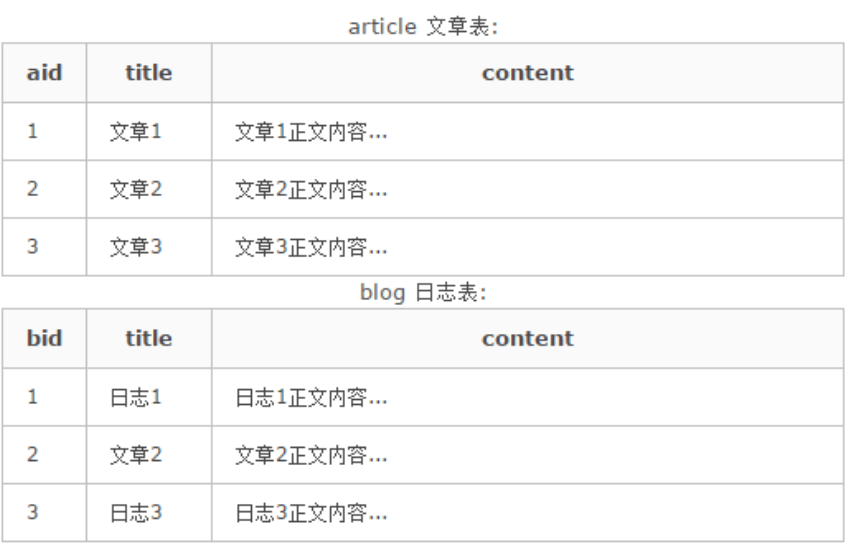 article 文章表:
aid title content
1 文章1 文章1正文内容...
2 文章2 文章2正文内容...
3 文章3 文章3正文内容...
blog 日志表:
bid title content
1 日志1 日志1正文内容...
2 文章2 文章2正文内容...
3 日志3 日志3正文内容...